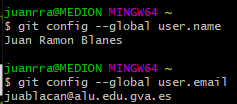 juanrra@MEDION MINGW64 ~
$ git config --global user.name
Juan Ramon Blanes
juanrra@MEDION MINGW64 ~
$ git config --global user.email
juablacan@alu.edu.gva.es